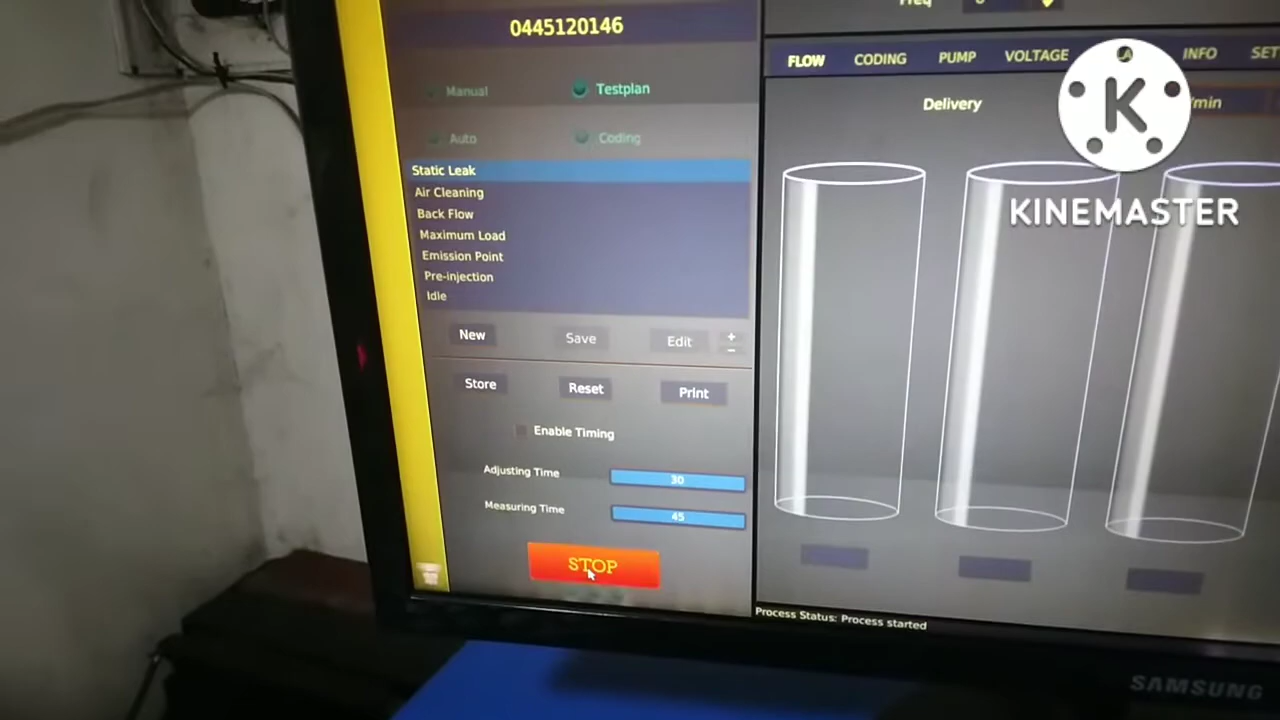 0445120146
Freq
Manual
Testplan
Auto
Coding
Static Leak
Air Cleaning
Back Flow
Maximum Load
Emission Point
Pre-injection
Idle
New Save Edit + -
Store Reset Print
Enable Timing
Adjusting Time 30
Measuring Time 45
STOP
FLOW CODING PUMP VOLTAGE INFO SET
Delivery /min
K
KINEMASTER
Process Status: Process started
SAMSUNG